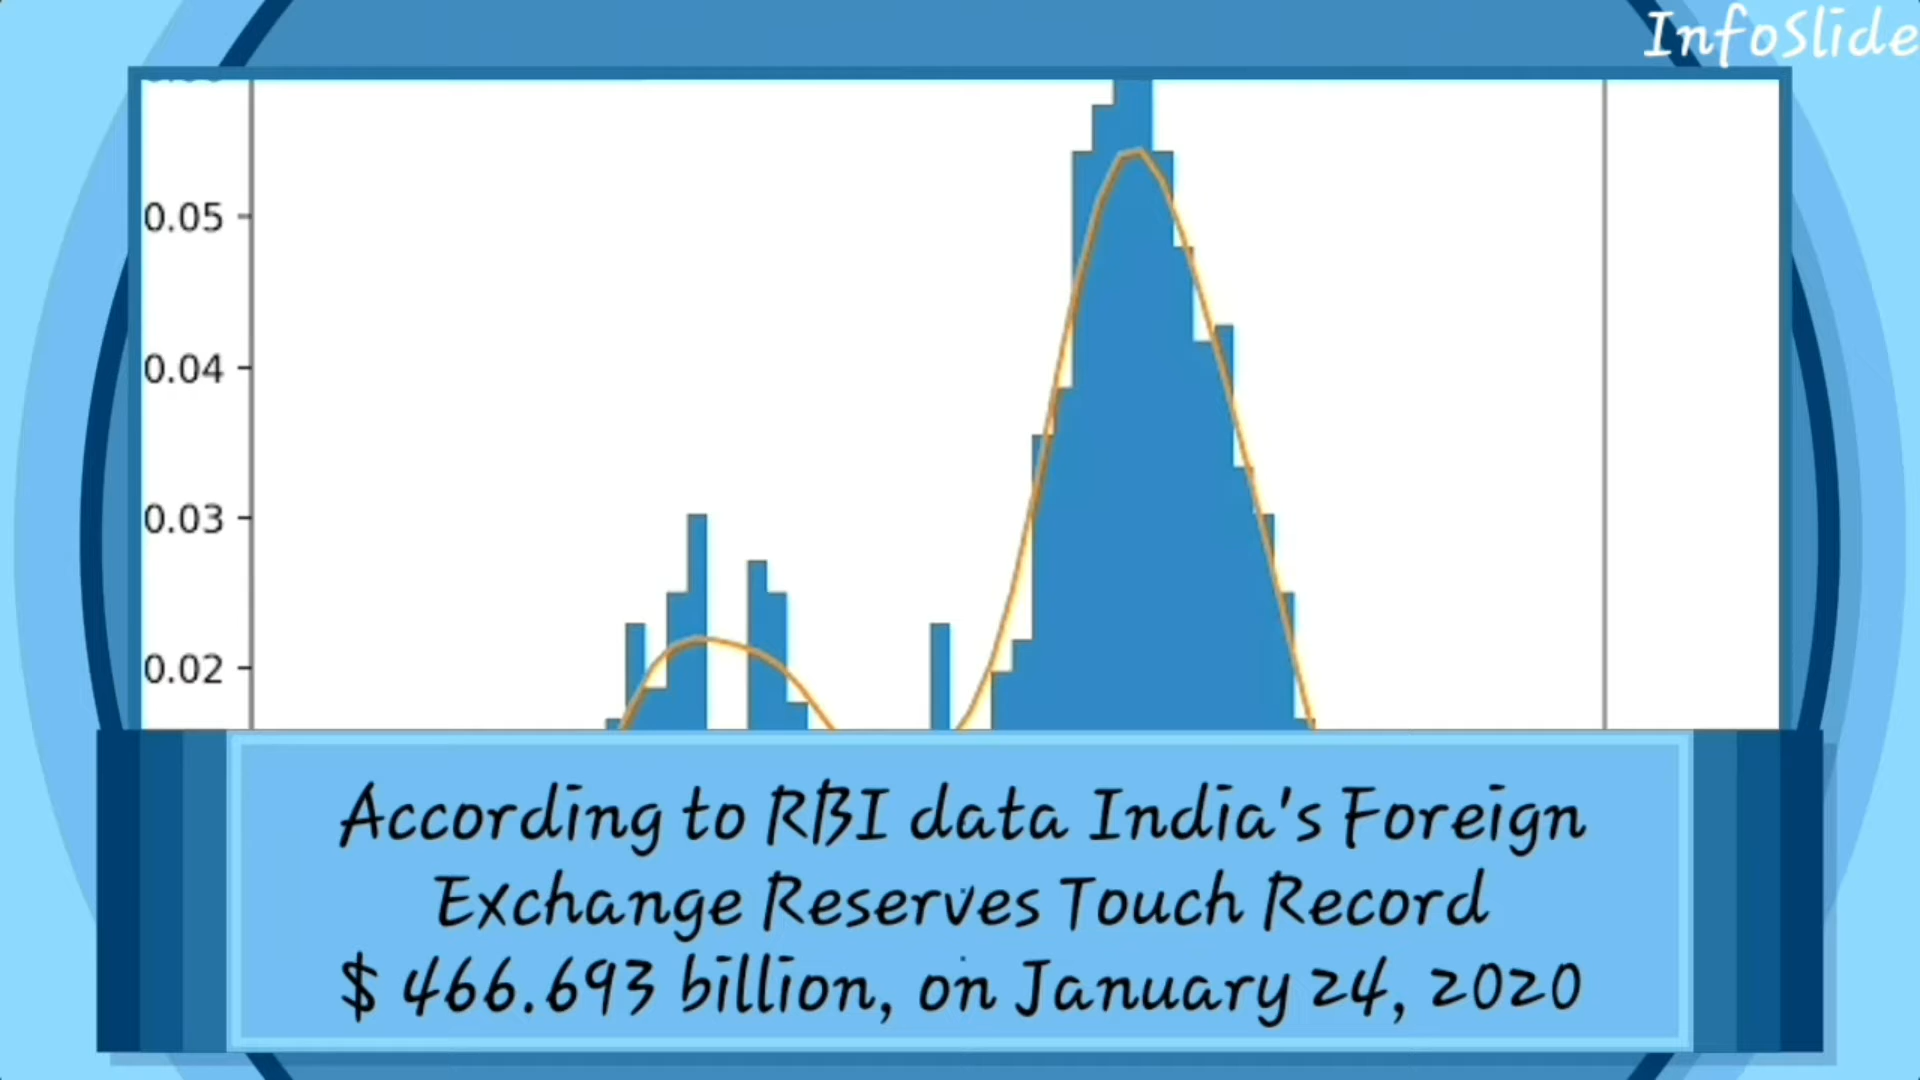 InfoSlide
0.05
0.04
0.03
0.02
According to RBI data India's Foreign
Exchange Reserves Touch Record
$ 466.693 billion, on January 24, 2020